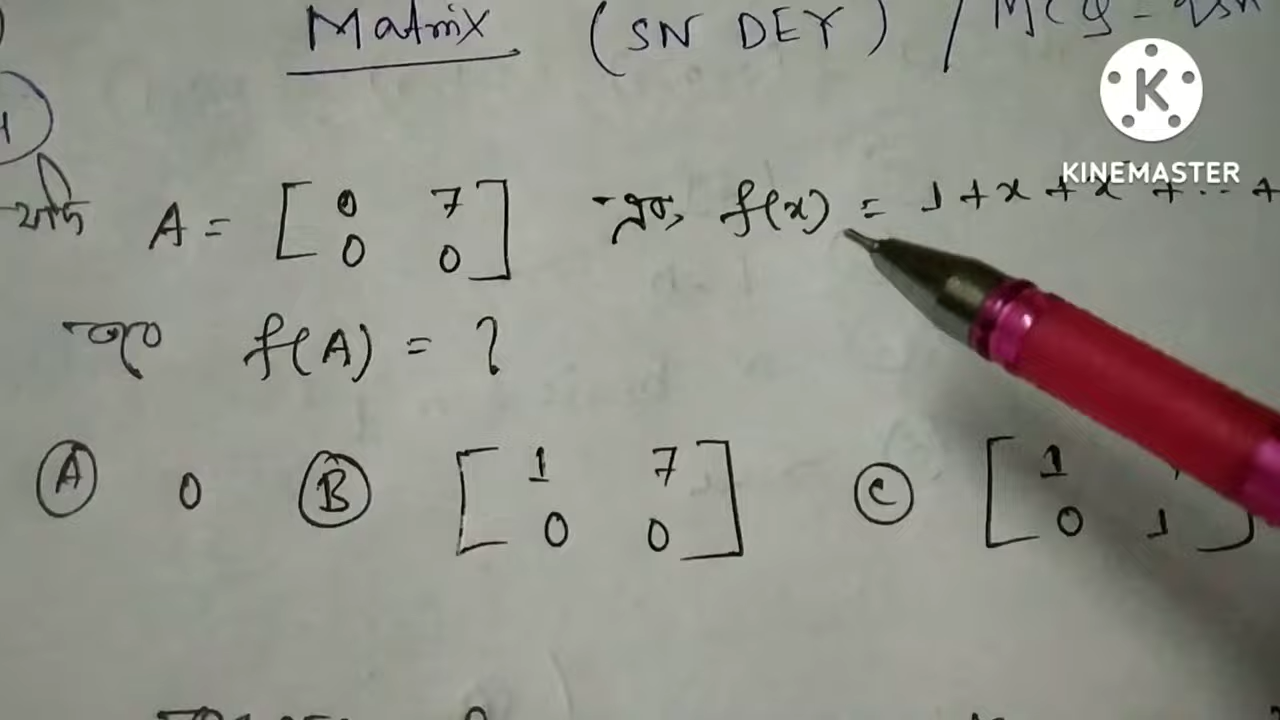 Matrix (SN DEY) / MCQ -
KINEMASTER
1
যদি A = [ 0 7 হয়, f(x) = 1 + x + x + ... +
0 0 ]
তবে f(A) = ?
A 0 B [ 1 7 C [ 1
0 0 ] 0 1 ]